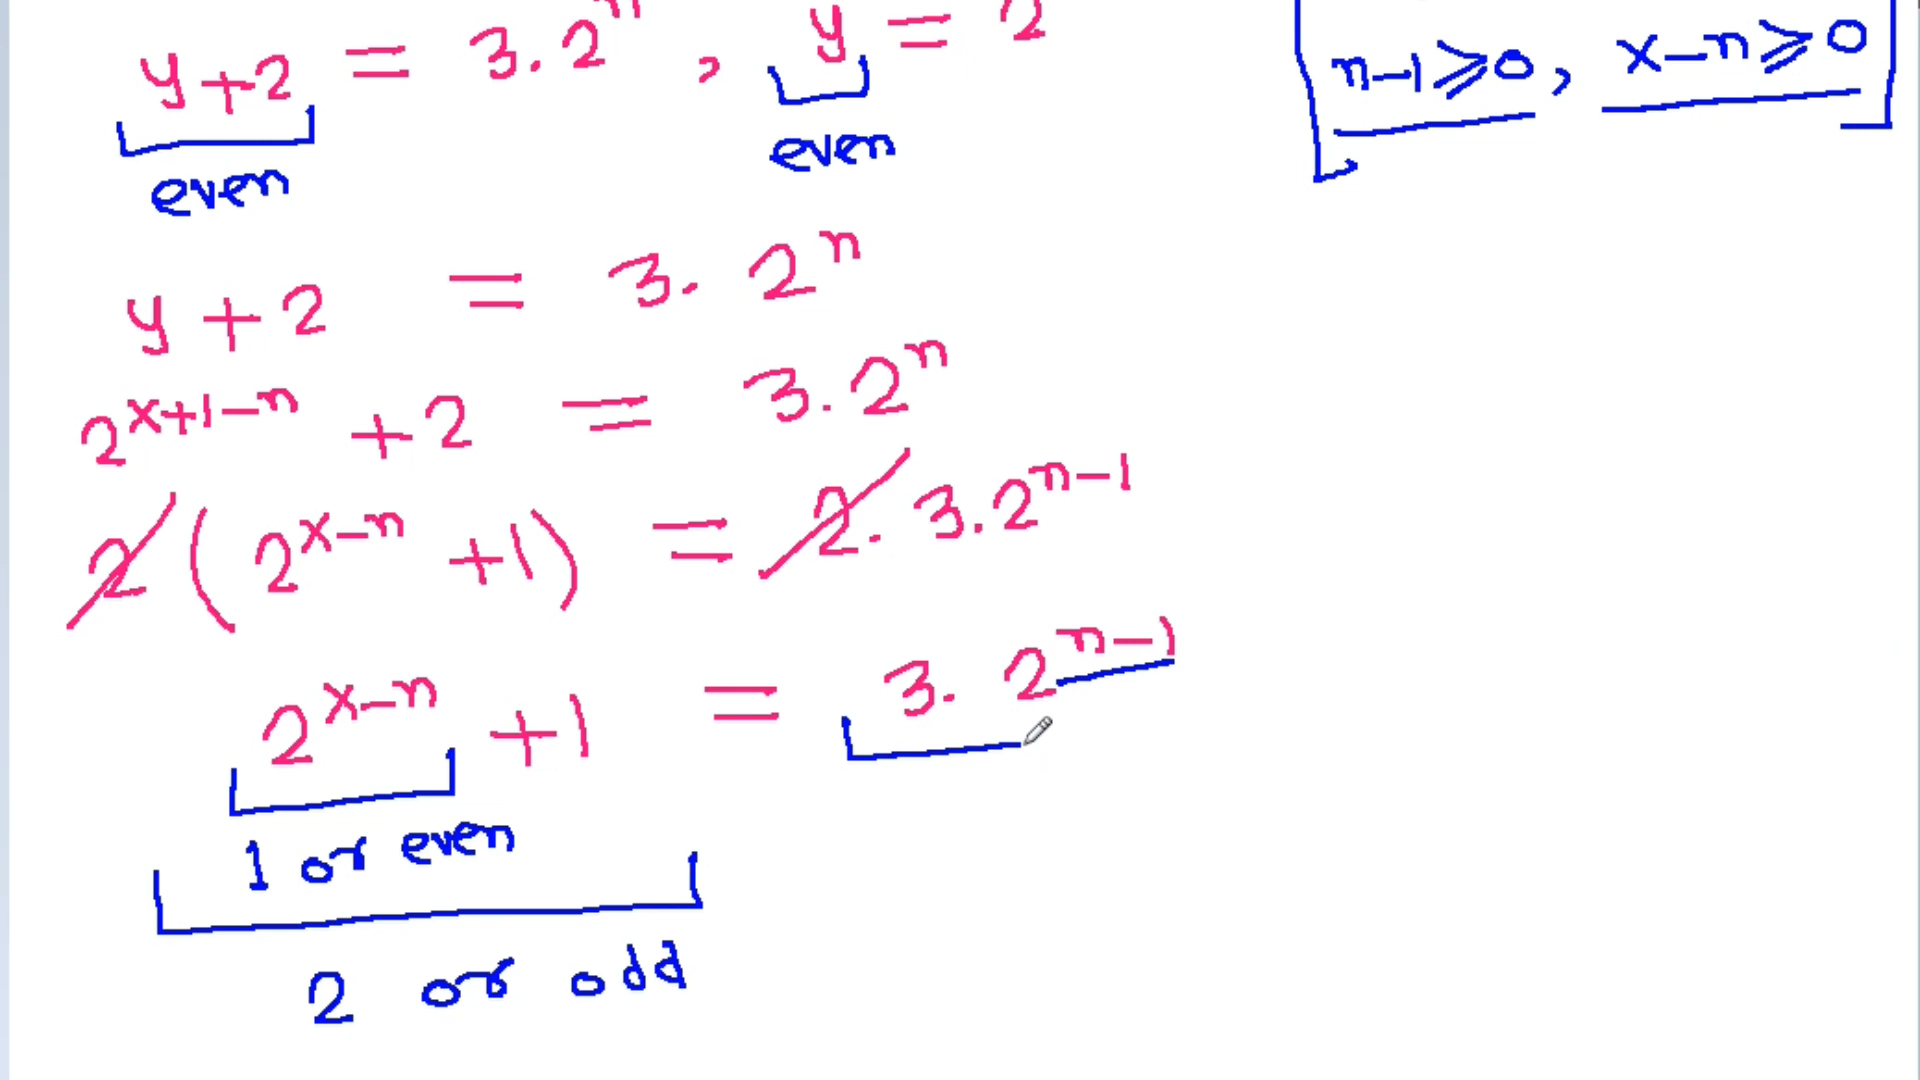 y+2 = 3.2ⁿ , y = 2
n-1⩾0, x-n⩾0
even
even
y+2 = 3. 2ⁿ
2ˣ⁺¹⁻ⁿ +2 = 3.2ⁿ
2(2ˣ⁻ⁿ +1) = 2. 3.2ⁿ⁻¹
2ˣ⁻ⁿ +1 = 3. 2ⁿ⁻¹
1 or even
2 or odd